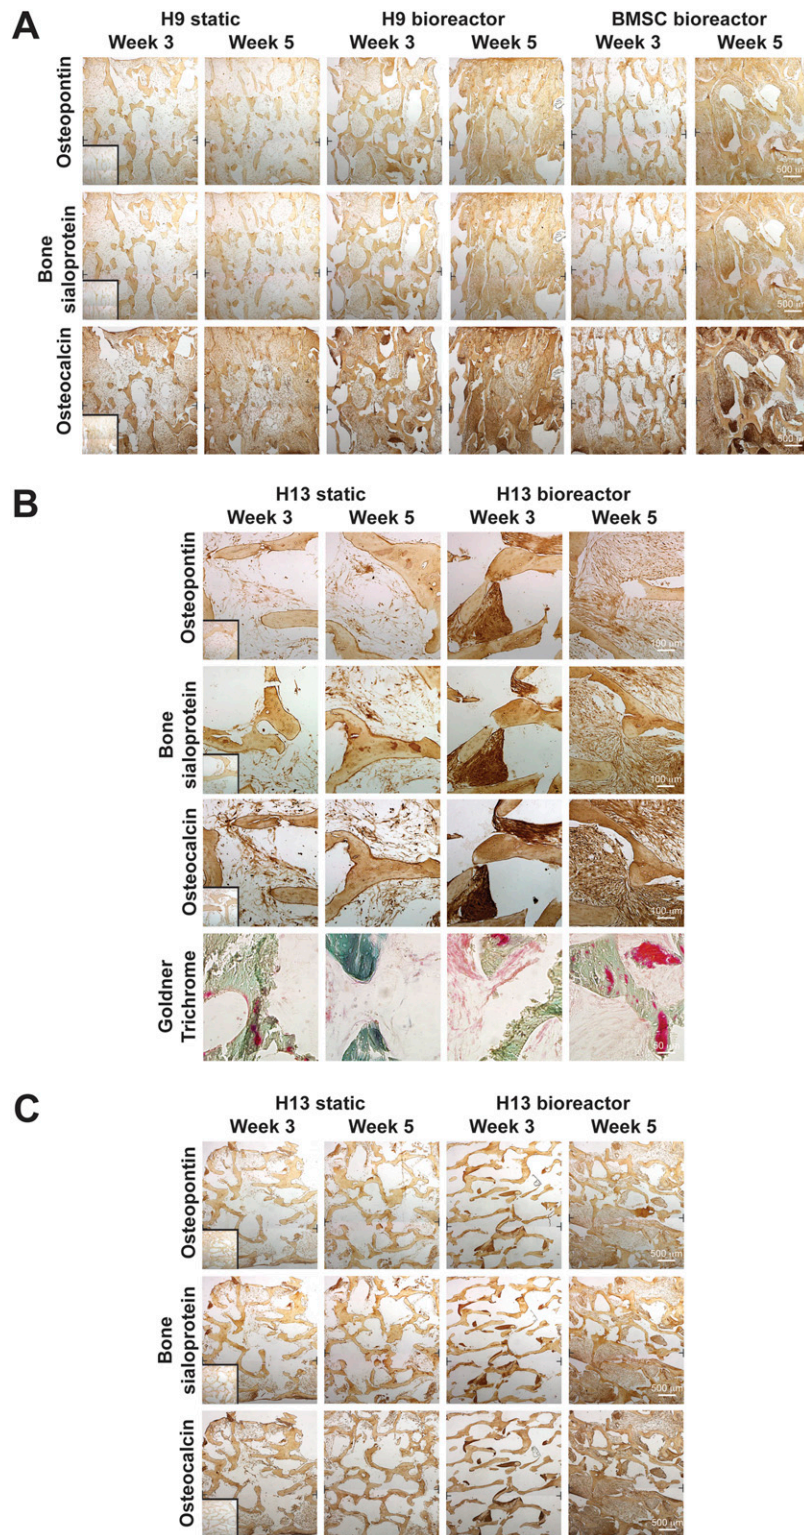 A
H9 static
H9 bioreactor
BMSC bioreactor
Week 3
Week 5
Week 3
Week 5
Week 3
Week 5
Osteopontin
500 µm
Bone
sialoprotein
500 µm
Osteocalcin
500 µm
B
H13 static
H13 bioreactor
Week 3
Week 5
Week 3
Week 5
Osteopontin
100 µm
Bone
sialoprotein
100 µm
Osteocalcin
100 µm
Goldner
Trichrome
50 µm
C
H13 static
H13 bioreactor
Week 3
Week 5
Week 3
Week 5
Osteopontin
500 µm
Bone
sialoprotein
500 µm
Osteocalcin
500 µm